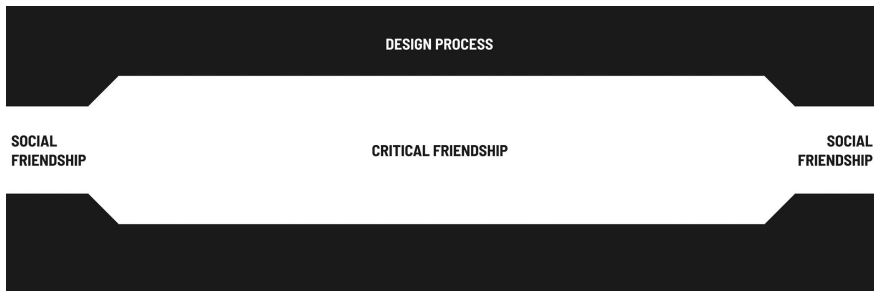 DESIGN PROCESS
SOCIAL
FRIENDSHIP
CRITICAL FRIENDSHIP
SOCIAL
FRIENDSHIP